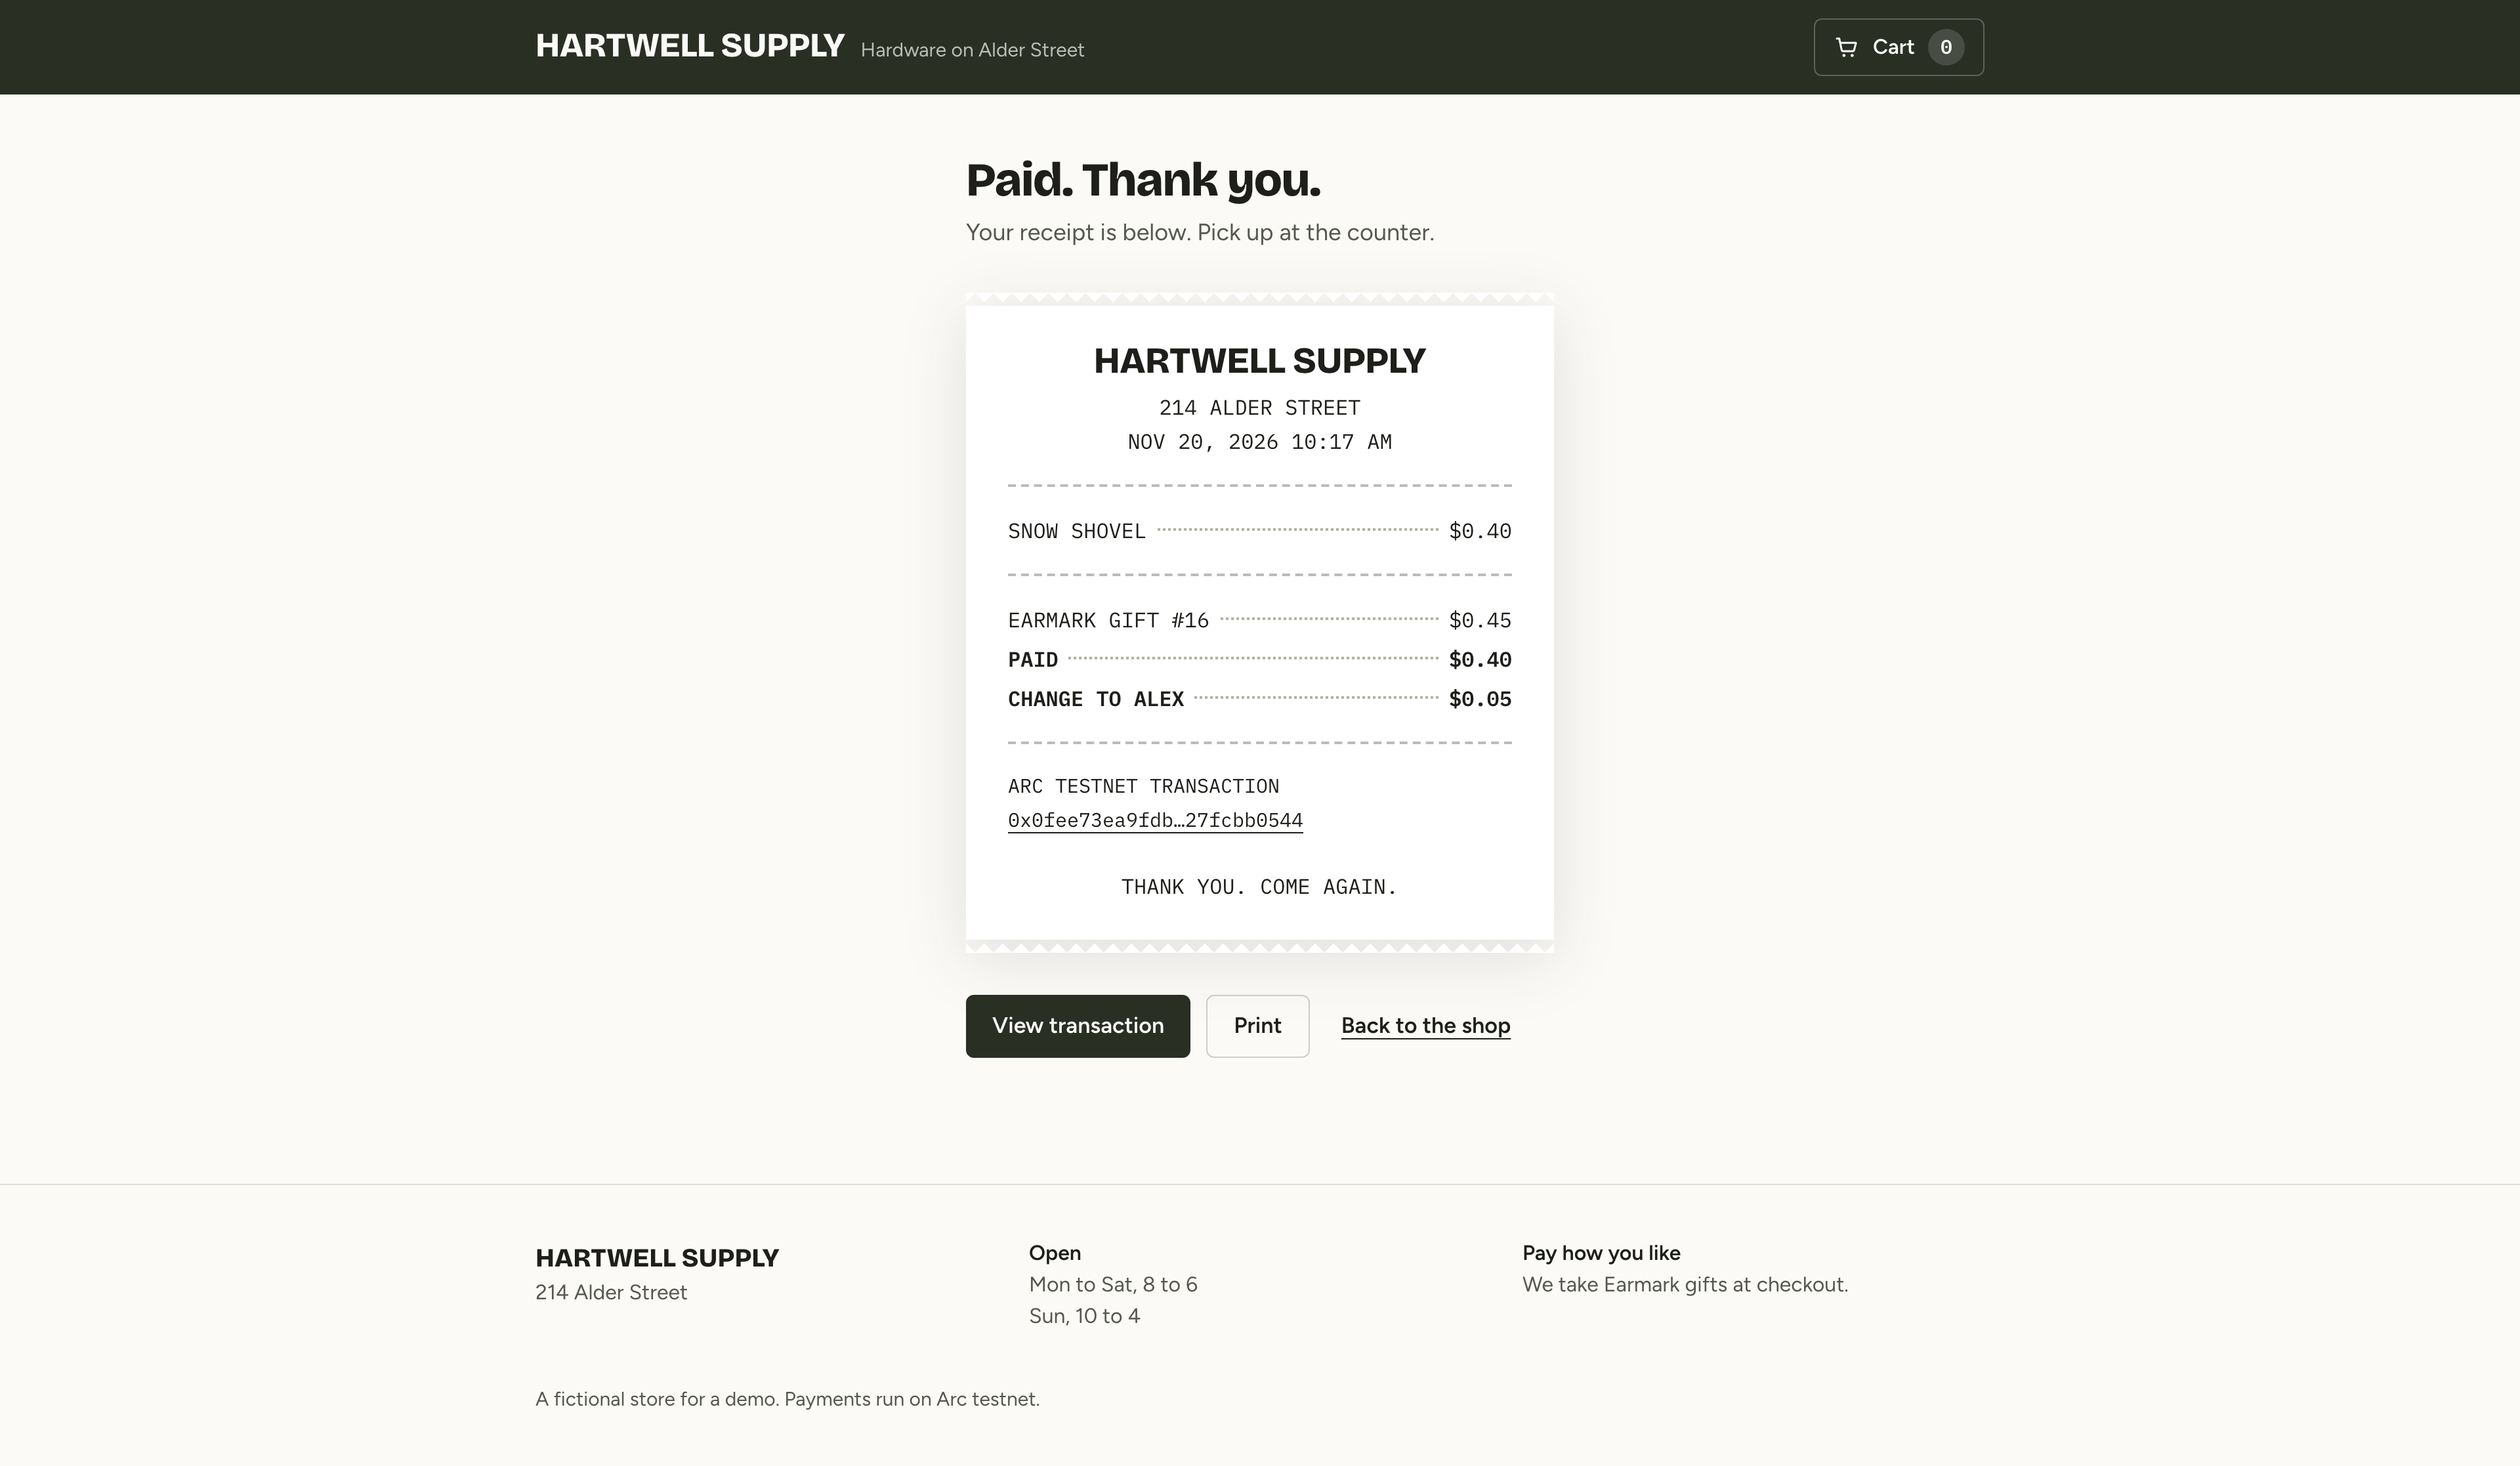 HARTWELL SUPPLY Hardware on Alder Street
Cart 0
Paid. Thank you.
Your receipt is below. Pick up at the counter.
HARTWELL SUPPLY
214 ALDER STREET
NOV 20, 2026 10:17 AM
SNOW SHOVEL $0.40
EARMARK GIFT #16 $0.45
PAID $0.40
CHANGE TO ALEX $0.05
ARC TESTNET TRANSACTION
0x0fee73ea9fdb…27fcbb0544
THANK YOU. COME AGAIN.
View transaction
Print
Back to the shop
HARTWELL SUPPLY
214 Alder Street
Open
Mon to Sat, 8 to 6
Sun, 10 to 4
Pay how you like
We take Earmark gifts at checkout.
A fictional store for a demo. Payments run on Arc testnet.